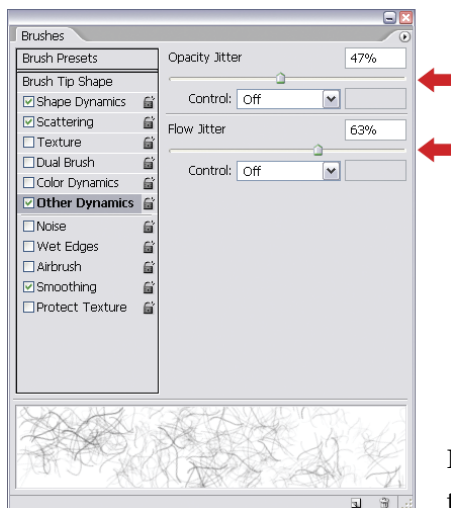 Brushes
Brush Presets
Opacity Jitter 47%
Brush Tip Shape
Shape Dynamics
Control: Off
Scattering
Flow Jitter 63%
Texture
Dual Brush
Control: Off
Color Dynamics
Other Dynamics
Noise
Wet Edges
Airbrush
Smoothing
Protect Texture